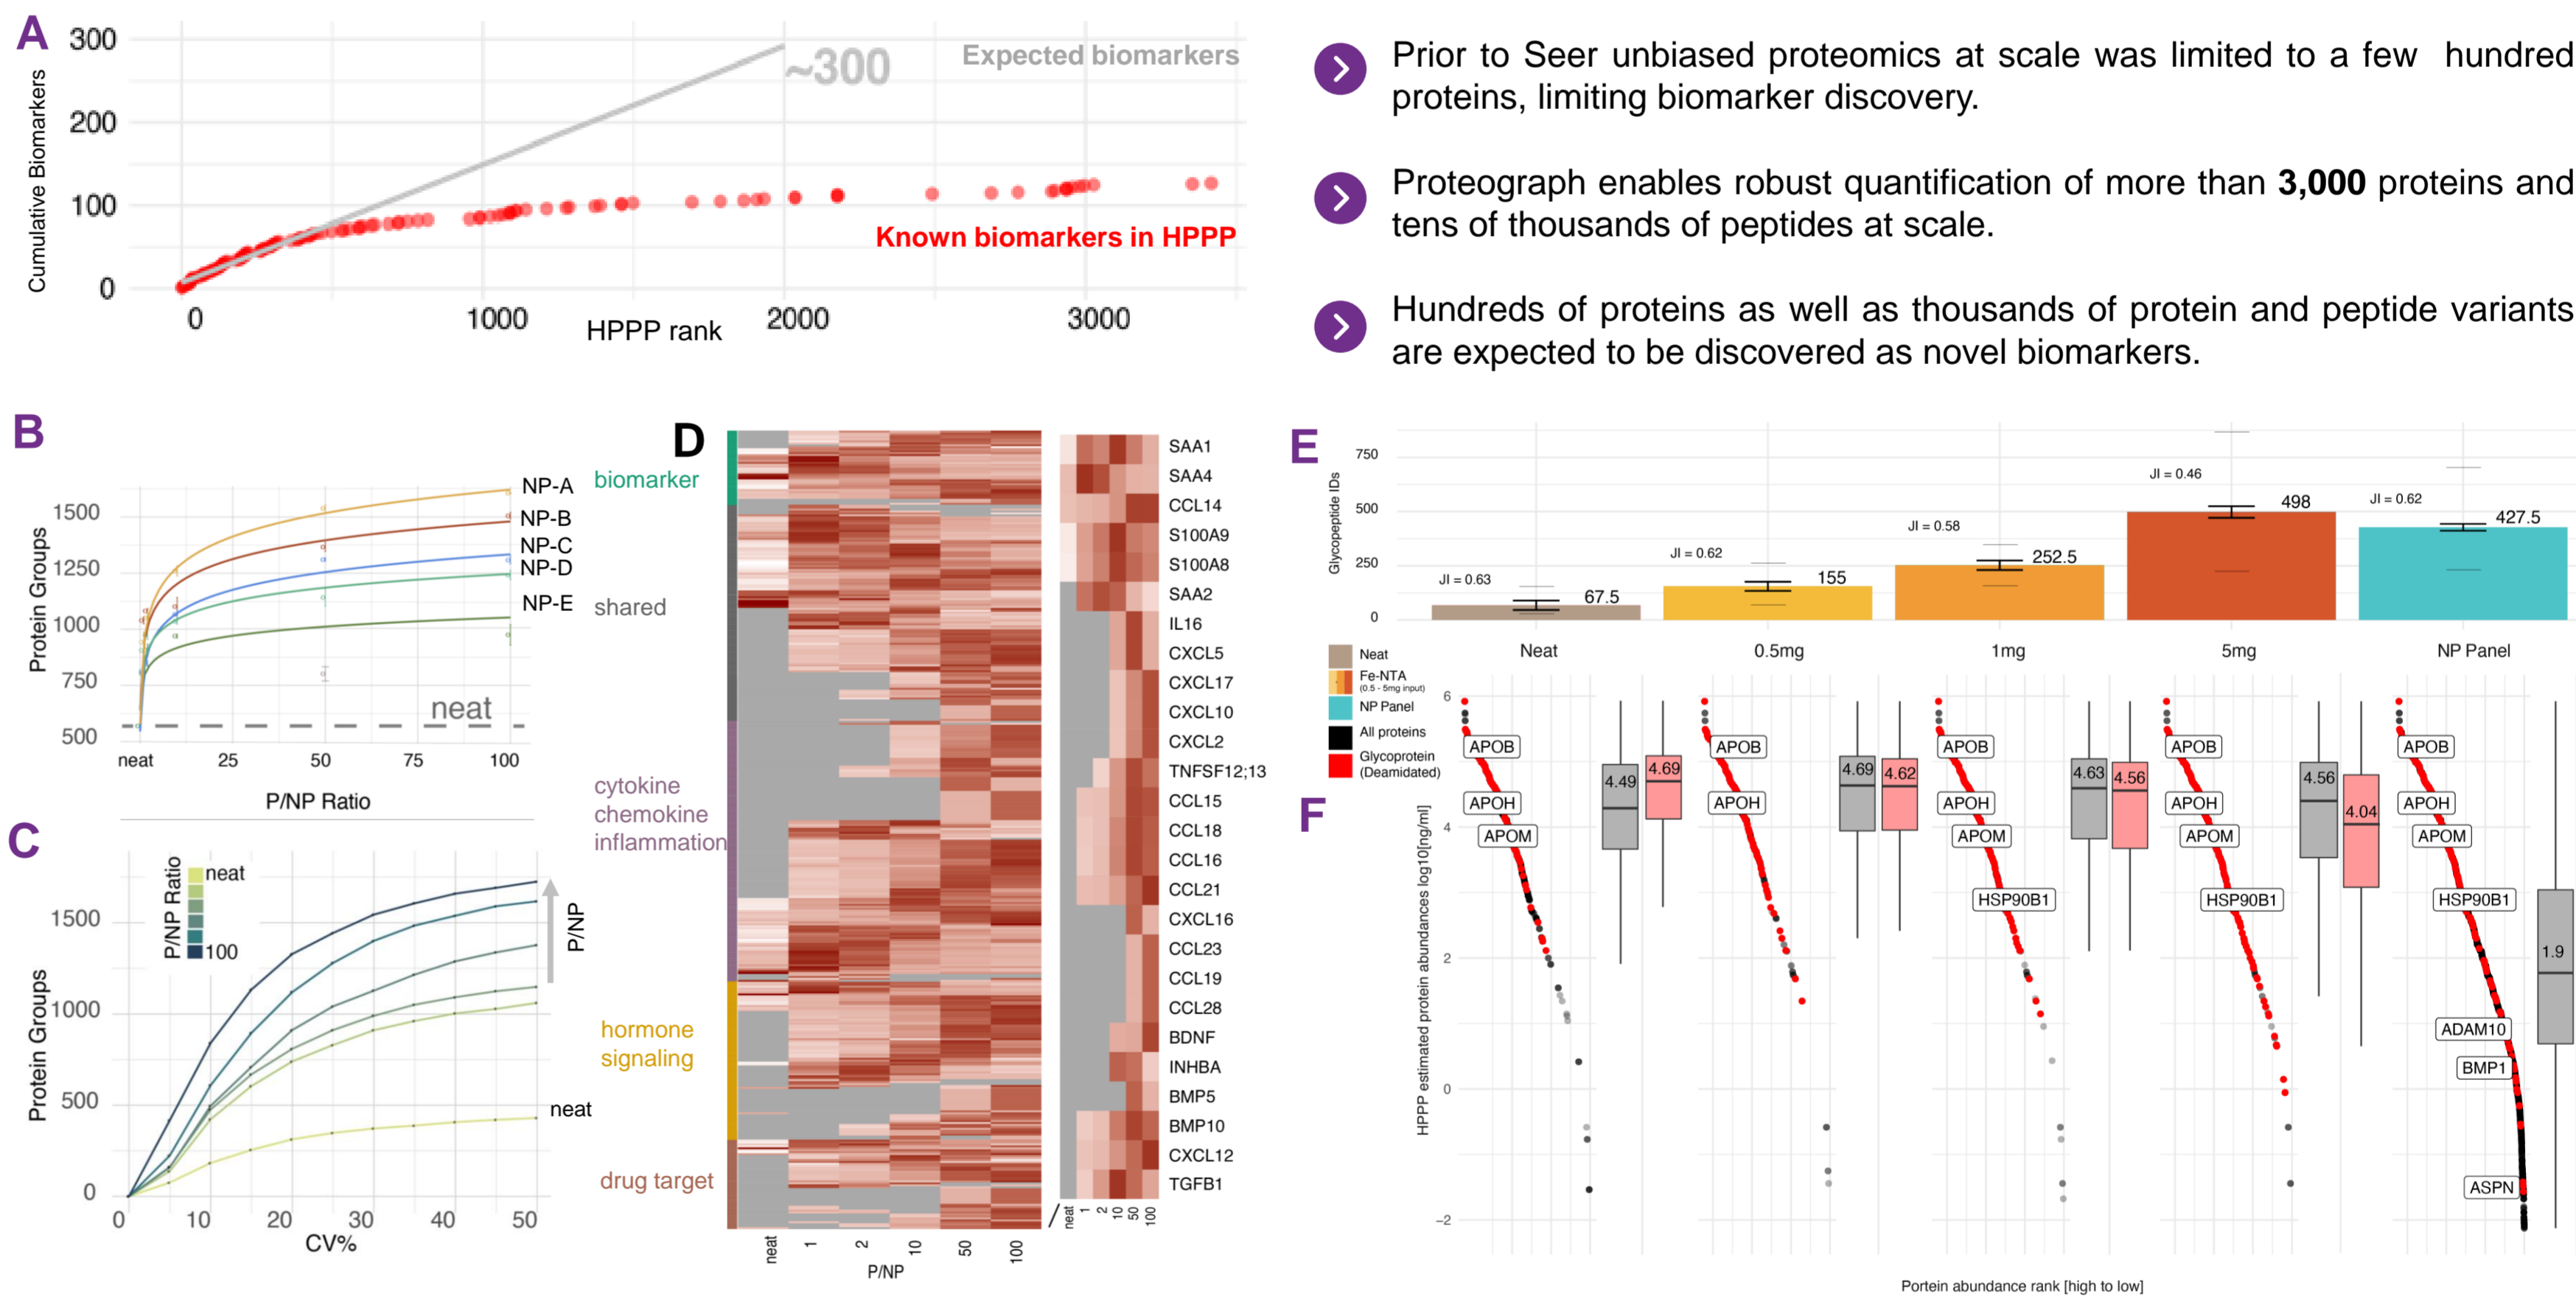 A
Cumulative Biomarkers
300
200
100
0
~300
Expected biomarkers
Known biomarkers in HPPP
0
1000
2000
3000
HPPP rank
Prior to Seer unbiased proteomics at scale was limited to a few hundred
proteins, limiting biomarker discovery.
Proteograph enables robust quantification of more than 3,000 proteins and
tens of thousands of peptides at scale.
Hundreds of proteins as well as thousands of protein and peptide variants
are expected to be discovered as novel biomarkers.
B
Protein Groups
1500
1250
1000
750
500
NP-A
NP-B
NP-C
NP-D
NP-E
neat
neat
25
50
75
100
P/NP Ratio
C
Protein Groups
1500
1000
500
0
P/NP Ratio
neat
100
P/NP
neat
0
10
20
30
40
50
CV%
D
biomarker
shared
cytokine
chemokine
inflammation
hormone
signaling
drug target
neat
1
2
10
50
100
P/NP
SAA1
SAA4
CCL14
S100A9
S100A8
SAA2
IL16
CXCL5
CXCL17
CXCL10
CXCL2
TNFSF12;13
CCL15
CCL18
CCL16
CCL21
CXCL16
CCL23
CCL19
CCL28
BDNF
INHBA
BMP5
BMP10
CXCL12
TGFB1
neat
1
2
10
50
100
E
Glycopeptide IDs
750
500
250
0
JI = 0.63
67.5
JI = 0.62
155
JI = 0.58
252.5
JI = 0.46
498
JI = 0.62
427.5
Neat
0.5mg
1mg
5mg
NP Panel
Neat
Fe-NTA
(0.5 - 5mg input)
NP Panel
All proteins
Glycoprotein
(Deamidated)
F
HPPP estimated protein abundances log10[ng/ml]
6
4
2
0
−2
APOB
APOH
APOM
4.49
4.69
APOB
APOH
4.69
4.62
APOB
APOH
APOM
HSP90B1
4.63
4.56
APOB
APOH
APOM
HSP90B1
4.56
4.04
APOB
APOH
APOM
HSP90B1
ADAM10
BMP1
ASPN
1.9
Portein abundance rank [high to low]